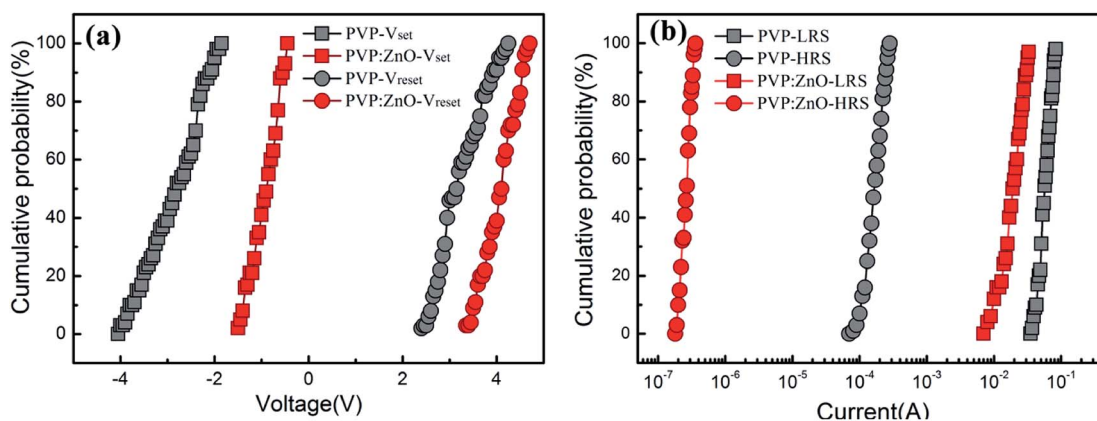 (a)
PVP-Vset
PVP:ZnO-Vset
PVP-Vreset
PVP:ZnO-Vreset
100
80
60
40
20
0
Cumulative probability(%)
-4 -2 0 2 4
Voltage(V)
(b)
PVP-LRS
PVP-HRS
PVP:ZnO-LRS
PVP:ZnO-HRS
100
80
60
40
20
0
Cumulative probability(%)
10⁻⁷ 10⁻⁶ 10⁻⁵ 10⁻⁴ 10⁻³ 10⁻² 10⁻¹
Current(A)